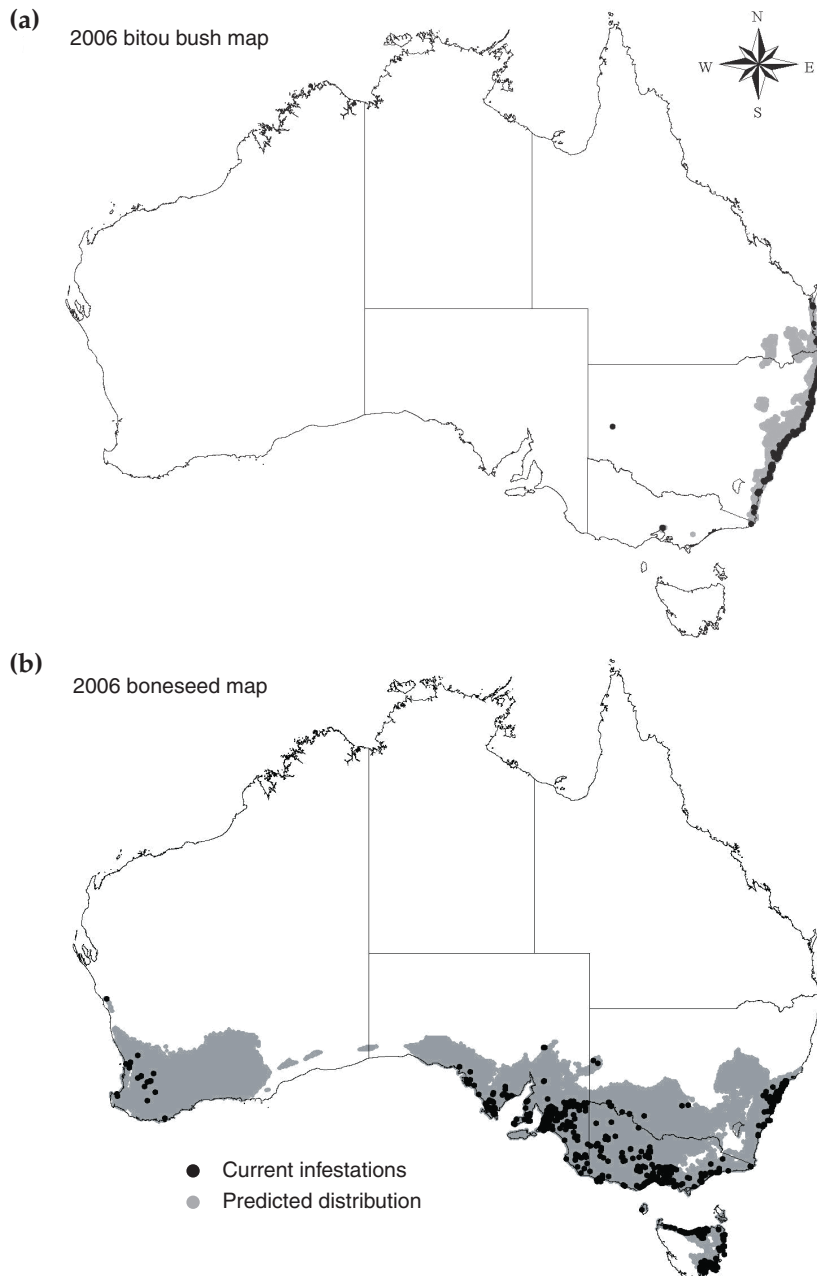 (a)
2006 bitou bush map
N
W E
S
(b)
2006 boneseed map
Current infestations
Predicted distribution